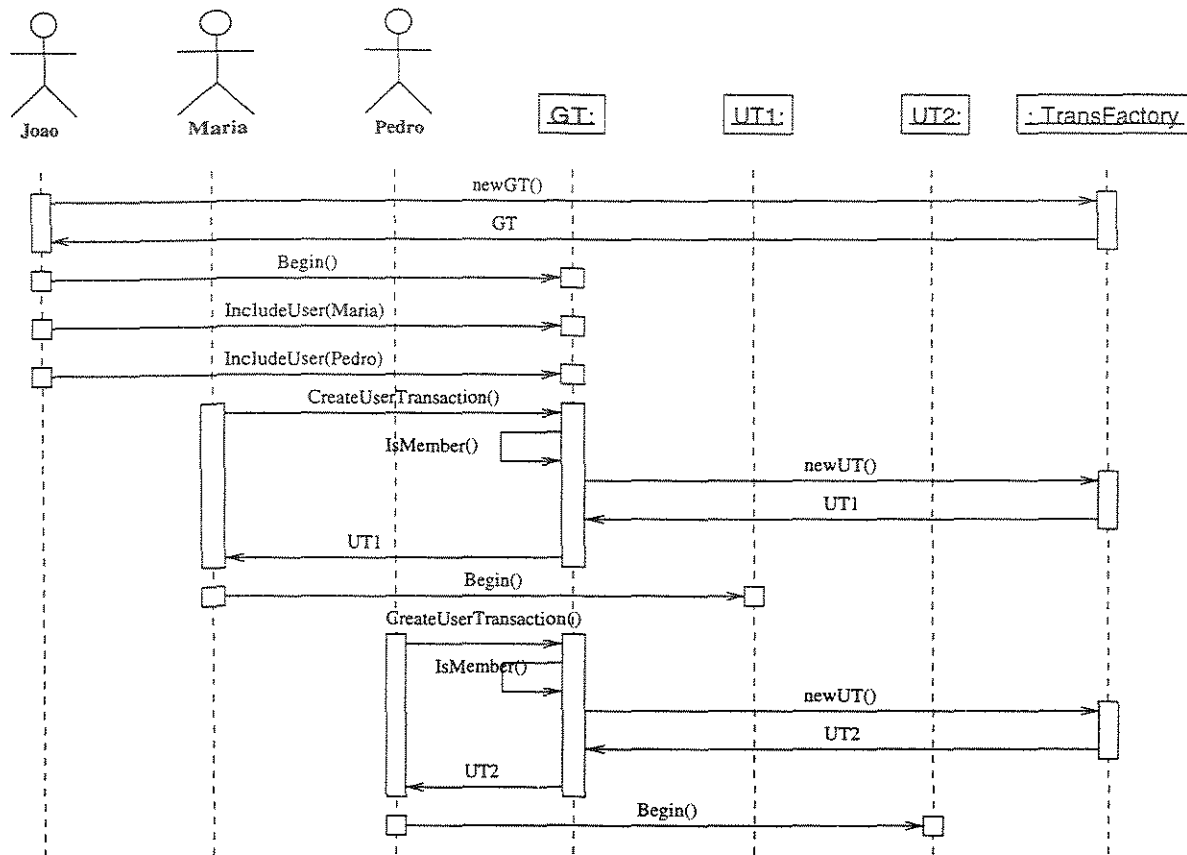 Joao
Maria
Pedro
GT:
UT1:
UT2:
: TransFactory
newGT()
GT
Begin()
IncludeUser(Maria)
IncludeUser(Pedro)
CreateUserTransaction()
IsMember()
newUT()
UT1
UT1
Begin()
CreateUserTransaction()
IsMember()
newUT()
UT2
UT2
Begin()